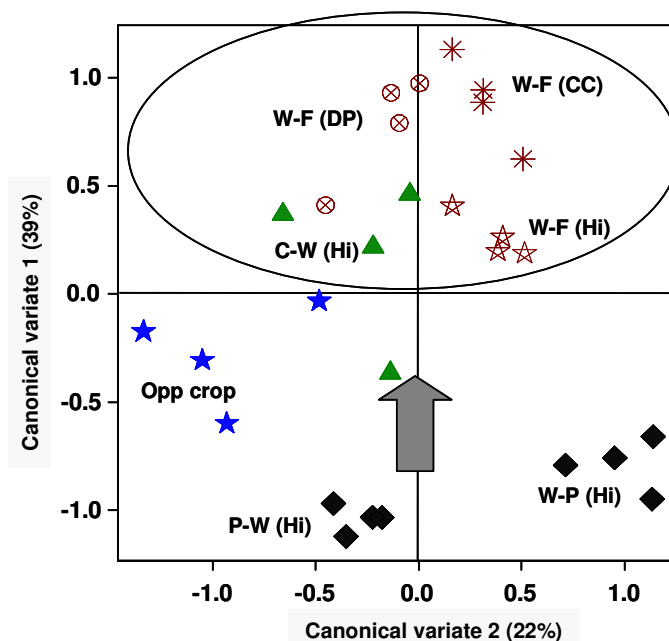 W-F (CC)
1.0
W-F (DP)
0.5
W-F (Hi)
C-W (Hi)
0.0
Opp crop
-0.5
W-P (Hi)
-1.0
P-W (Hi)
Canonical variate 1 (39%)
-1.0 -0.5 0.0 0.5 1.0
Canonical variate 2 (22%)